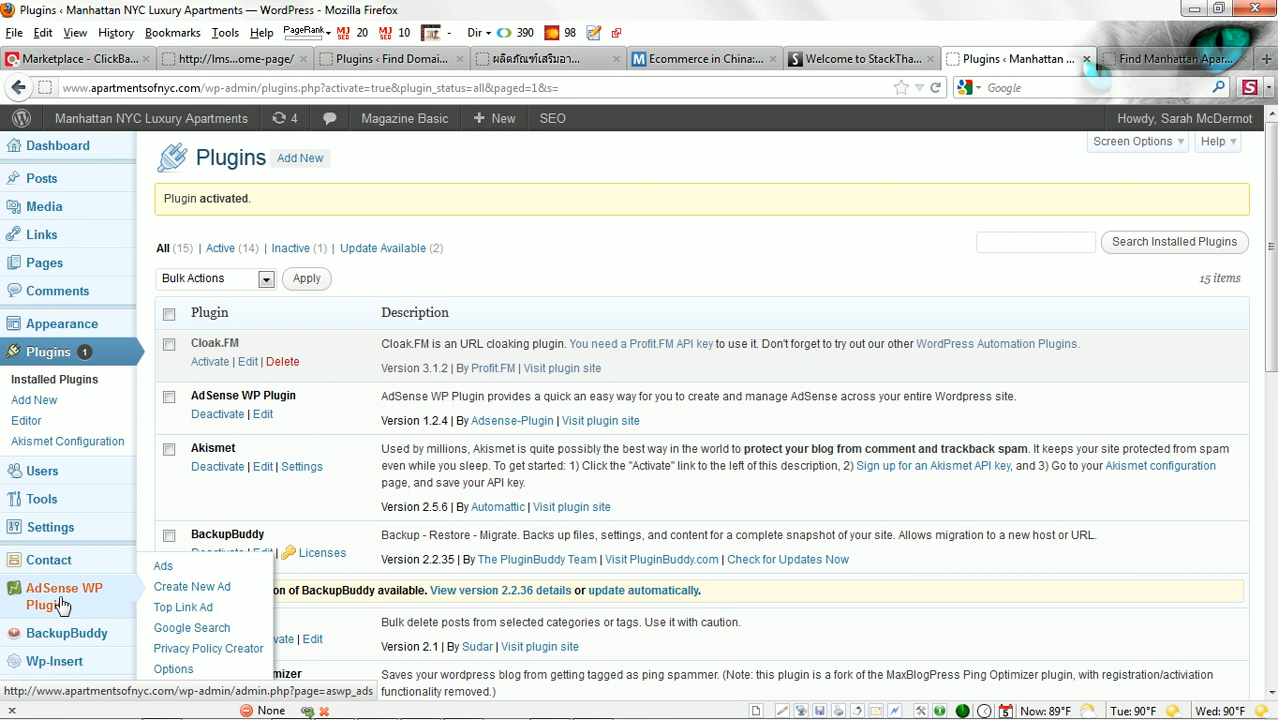 Plugins ‹ Manhattan NYC Luxury Apartments — WordPress - Mozilla Firefox
File Edit View History Bookmarks Tools Help PageRank 20 10 - Dir 390 98
Marketplace - ClickBa... × http://lms...ome-page/ × Plugins ‹ Find Domai... × ผลิตภัณฑ์เสริมอา... × Ecommerce in China:... × Welcome to StackTha... × Plugins ‹ Manhattan ... × Find Manhattan Apar... ×
www.apartmentsofnyc.com/wp-admin/plugins.php?activate=true&plugin_status=all&paged=1&s= Google
Manhattan NYC Luxury Apartments 4 Magazine Basic + New SEO Howdy, Sarah McDermot
Dashboard
Posts
Media
Links
Pages
Comments
Appearance
Plugins 1
Installed Plugins
Add New
Editor
Akismet Configuration
Users
Tools
Settings
Contact
AdSense WP
Plugin
BackupBuddy
Wp-Insert
Ads
Create New Ad
Top Link Ad
Google Search
Privacy Policy Creator
Options
Screen Options Help
Plugins Add New
Plugin activated.
All (15) | Active (14) | Inactive (1) | Update Available (2)
Search Installed Plugins
Bulk Actions Apply 15 items
Plugin Description
Cloak.FM Cloak.FM is an URL cloaking plugin. You need a Profit.FM API key to use it. Don't forget to try out our other WordPress Automation Plugins.
Activate | Edit | Delete Version 3.1.2 | By Profit.FM | Visit plugin site
AdSense WP Plugin AdSense WP Plugin provides a quick an easy way for you to create and manage AdSense across your entire Wordpress site.
Deactivate | Edit Version 1.2.4 | By Adsense-Plugin | Visit plugin site
Akismet Used by millions, Akismet is quite possibly the best way in the world to protect your blog from comment and trackback spam. It keeps your site protected from spam
Deactivate | Edit | Settings even while you sleep. To get started: 1) Click the "Activate" link to the left of this description, 2) Sign up for an Akismet API key, and 3) Go to your Akismet configuration
page, and save your API key.
Version 2.5.6 | By Automattic | Visit plugin site
BackupBuddy Backup - Restore - Migrate. Backs up files, settings, and content for a complete snapshot of your site. Allows migration to a new host or URL.
Licenses Version 2.2.35 | By The PluginBuddy Team | Visit PluginBuddy.com | Check for Updates Now
on of BackupBuddy available. View version 2.2.36 details or update automatically.
Bulk delete posts from selected categories or tags. Use it with caution.
vate | Edit Version 2.1 | By Sudar | Visit plugin site
mizer Saves your wordpress blog from getting tagged as ping spammer. (Note: this plugin is a fork of the MaxBlogPress Ping Optimizer plugin, with registration/activiation
functionality removed.)
http://www.apartmentsofnyc.com/wp-admin/admin.php?page=aswp_ads
× None Now: 89°F Tue: 90°F Wed: 90°F